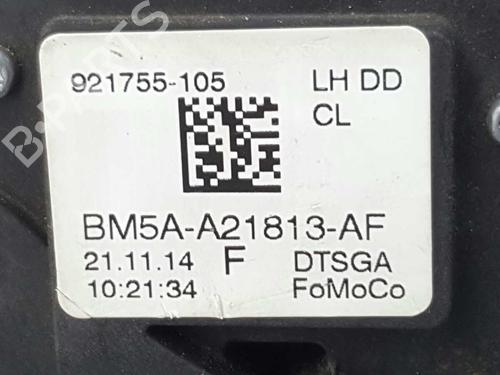 921755-105 LH DD
CL
BM5A-A21813-AF
21.11.14 F DTSGA
10:21:34 FoMoCo
B-PARTS